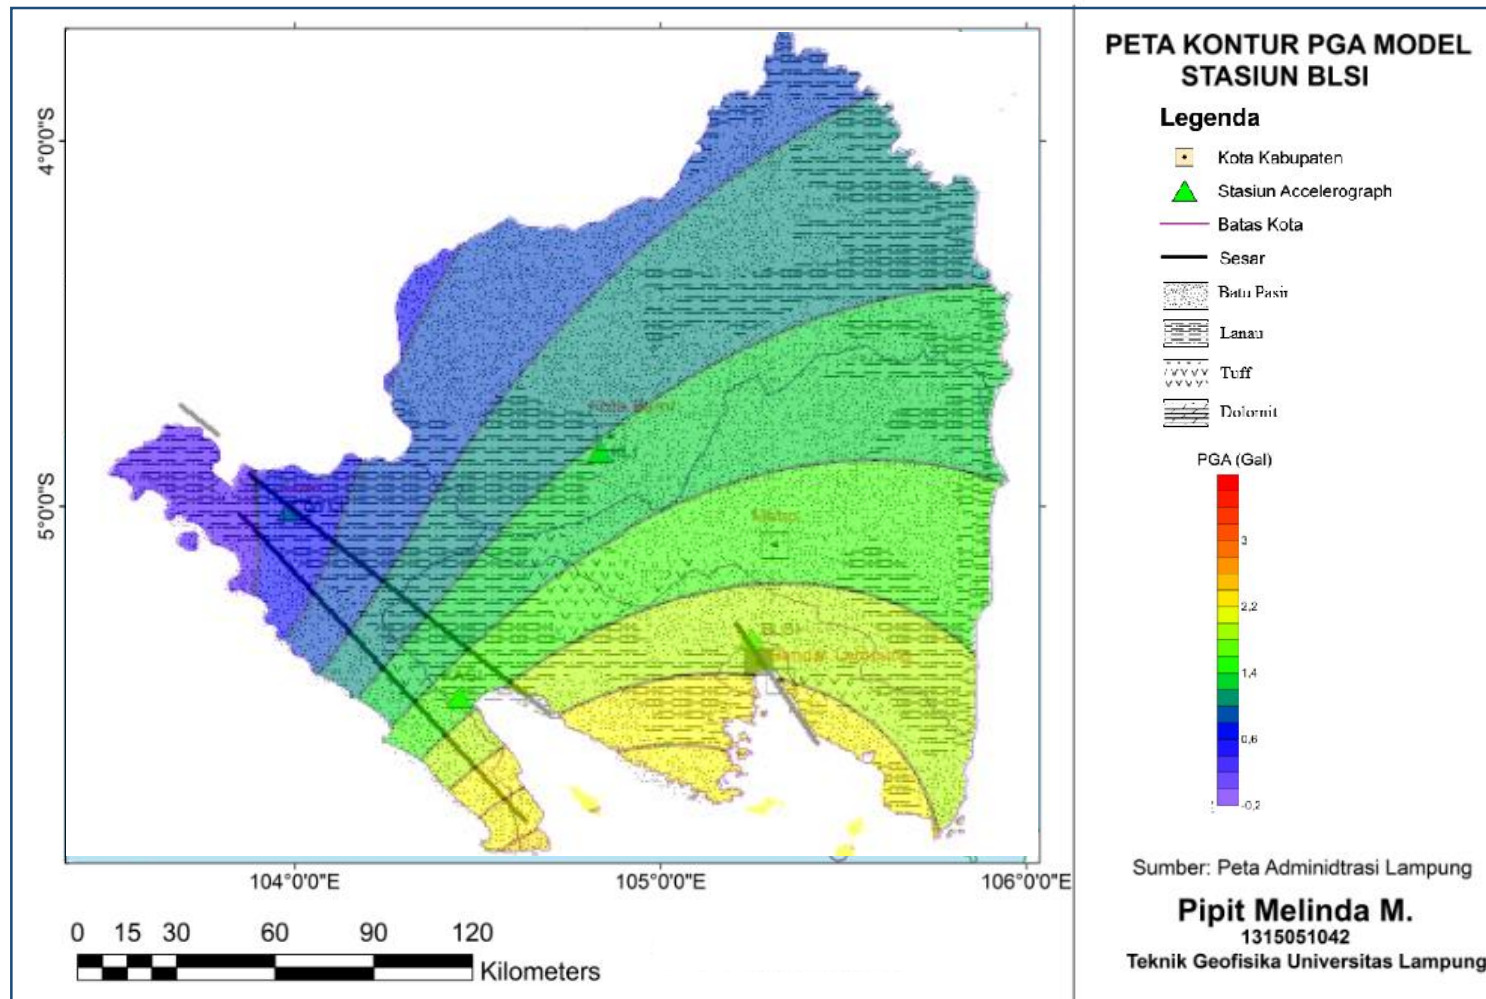 PETA KONTUR PGA MODEL
STASIUN BLSI
Legenda
Kota Kabupaten
Stasiun Accelerograph
Batas Kota
Sesar
Batu Pasir
Lanau
Tuff
Dolomit
PGA (Gal)
3
2,2
1,4
0,6
-0,2
4°0'0"S
5°0'0"S
BLSI
104°0'0"E
105°0'0"E
106°0'0"E
0 15 30 60 90 120
Kilometers
Sumber: Peta Adminidtrasi Lampung
Pipit Melinda M.
1315051042
Teknik Geofisika Universitas Lampung